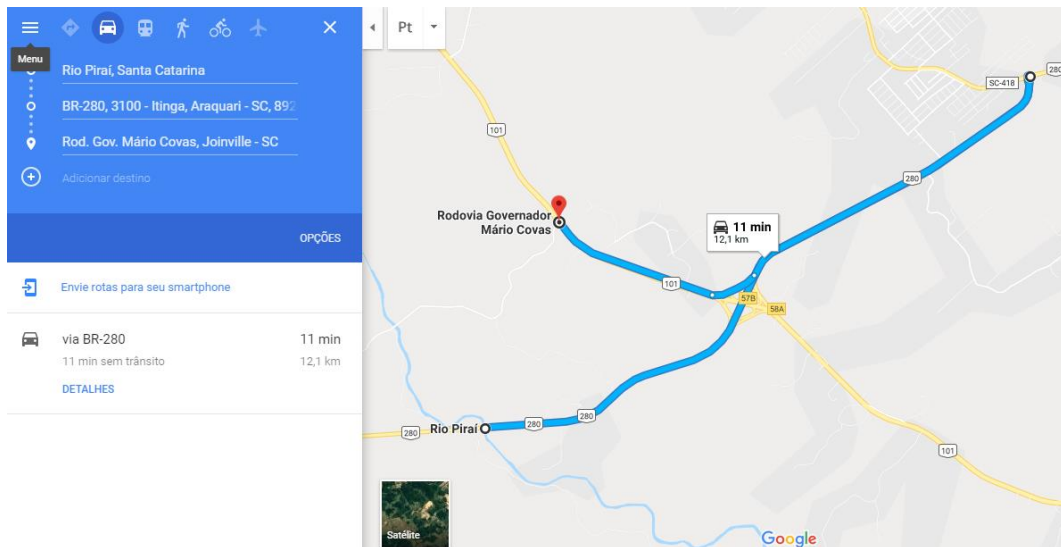 Menu
Rio Piraí, Santa Catarina
BR-280, 3100 - Itinga, Araquari - SC, 892
Rod. Gov. Mário Covas, Joinville - SC
Adicionar destino
OPÇÕES
Envie rotas para seu smartphone
via BR-280 11 min
11 min sem trânsito 12,1 km
DETALHES
Pt
280
SC-418
101
280
Rodovia Governador
Mário Covas
11 min
12,1 km
101
57B
58A
280
280
280
Rio Piraí
101
Satélite
Google